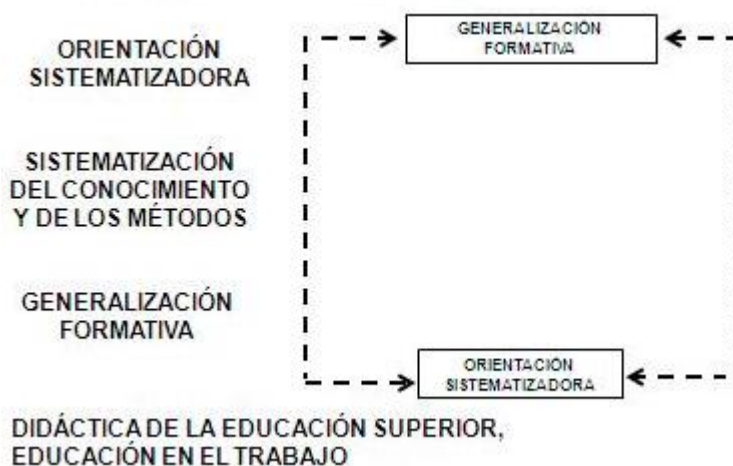 ORIENTACIÓN
SISTEMATIZADORA
SISTEMATIZACIÓN
DEL CONOCIMIENTO
Y DE LOS MÉTODOS
GENERALIZACIÓN
FORMATIVA
GENERALIZACIÓN
FORMATIVA
ORIENTACIÓN
SISTEMATIZADORA
DIDÁCTICA DE LA EDUCACIÓN SUPERIOR,
EDUCACIÓN EN EL TRABAJO